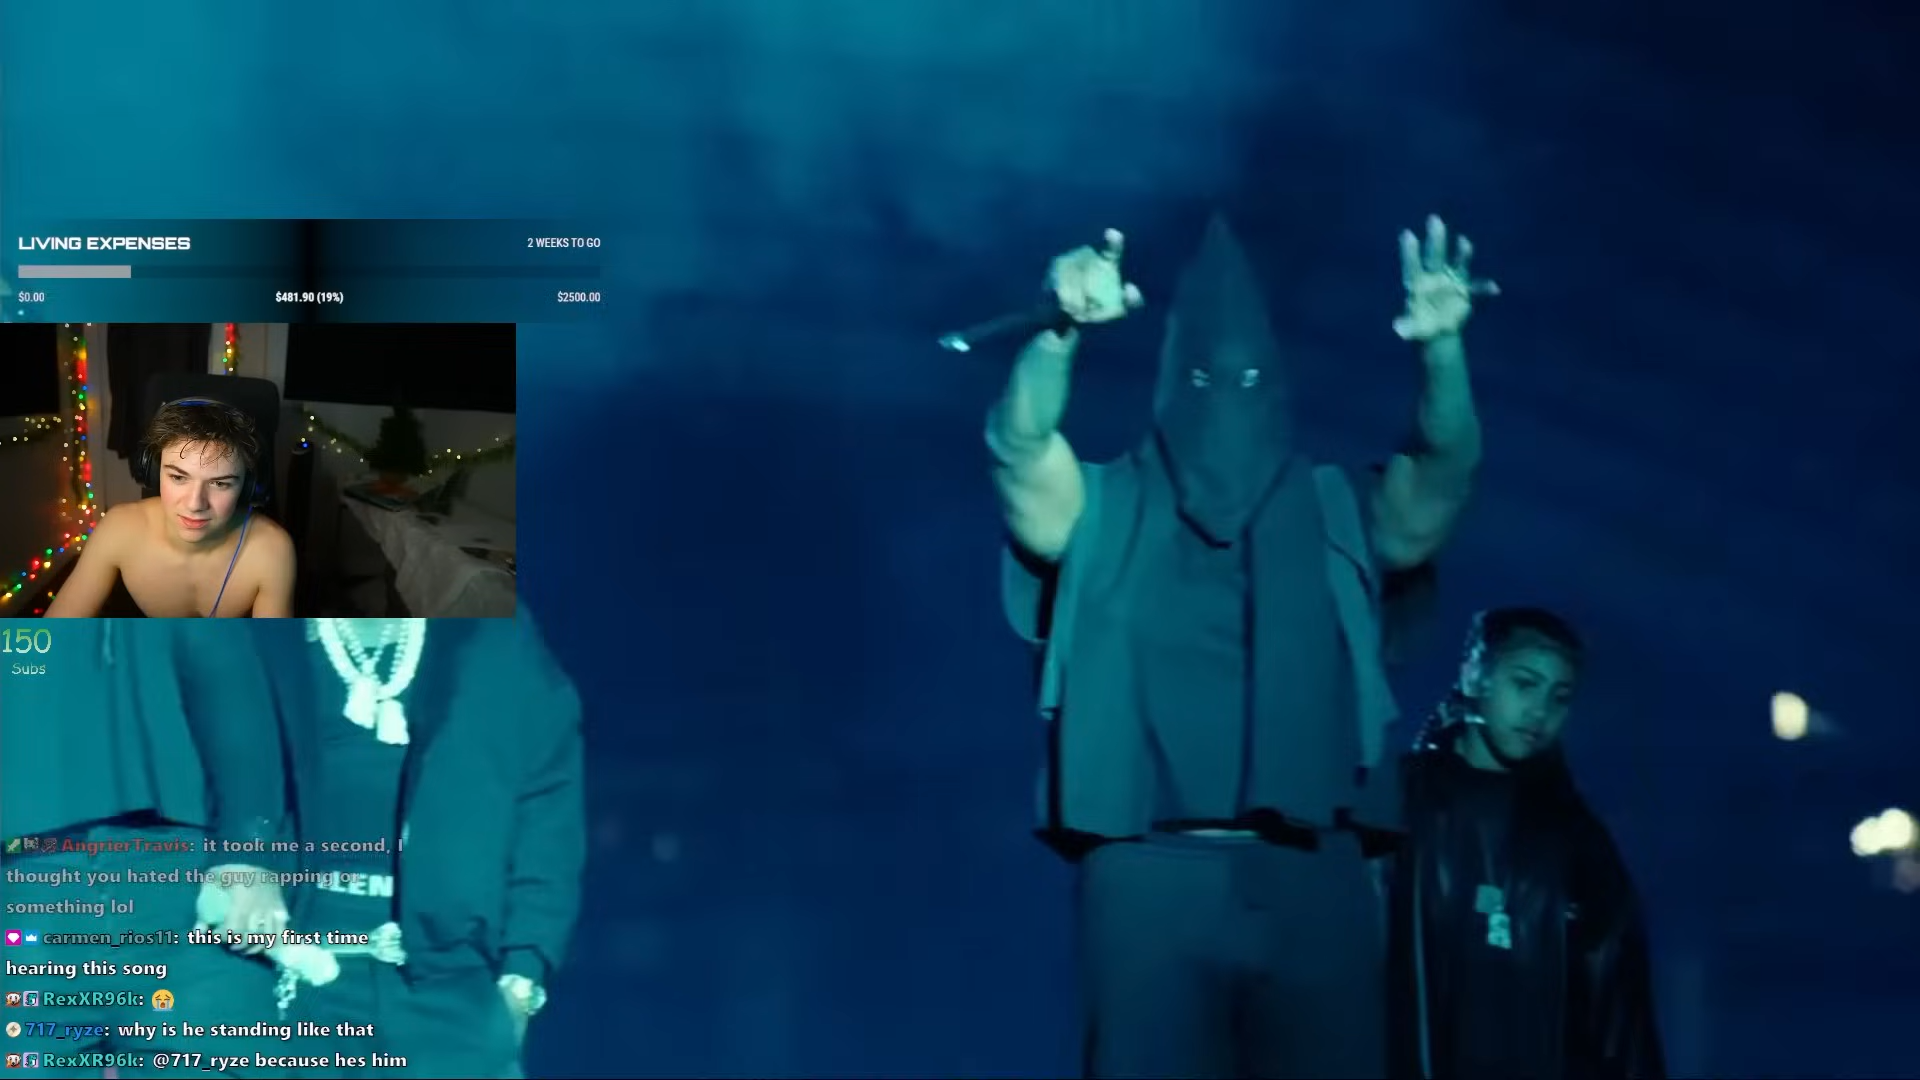 LIVING EXPENSES
2 WEEKS TO GO
$0.00 $481.90 (19%) $2500.00
150
Subs
LEN
AngrierTravis: it took me a second, I
thought you hated the guy rapping or
something lol
carmen_rios11: this is my first time
hearing this song
RexXR96k: 😭
717_ryze: why is he standing like that
RexXR96k: @717_ryze because hes him